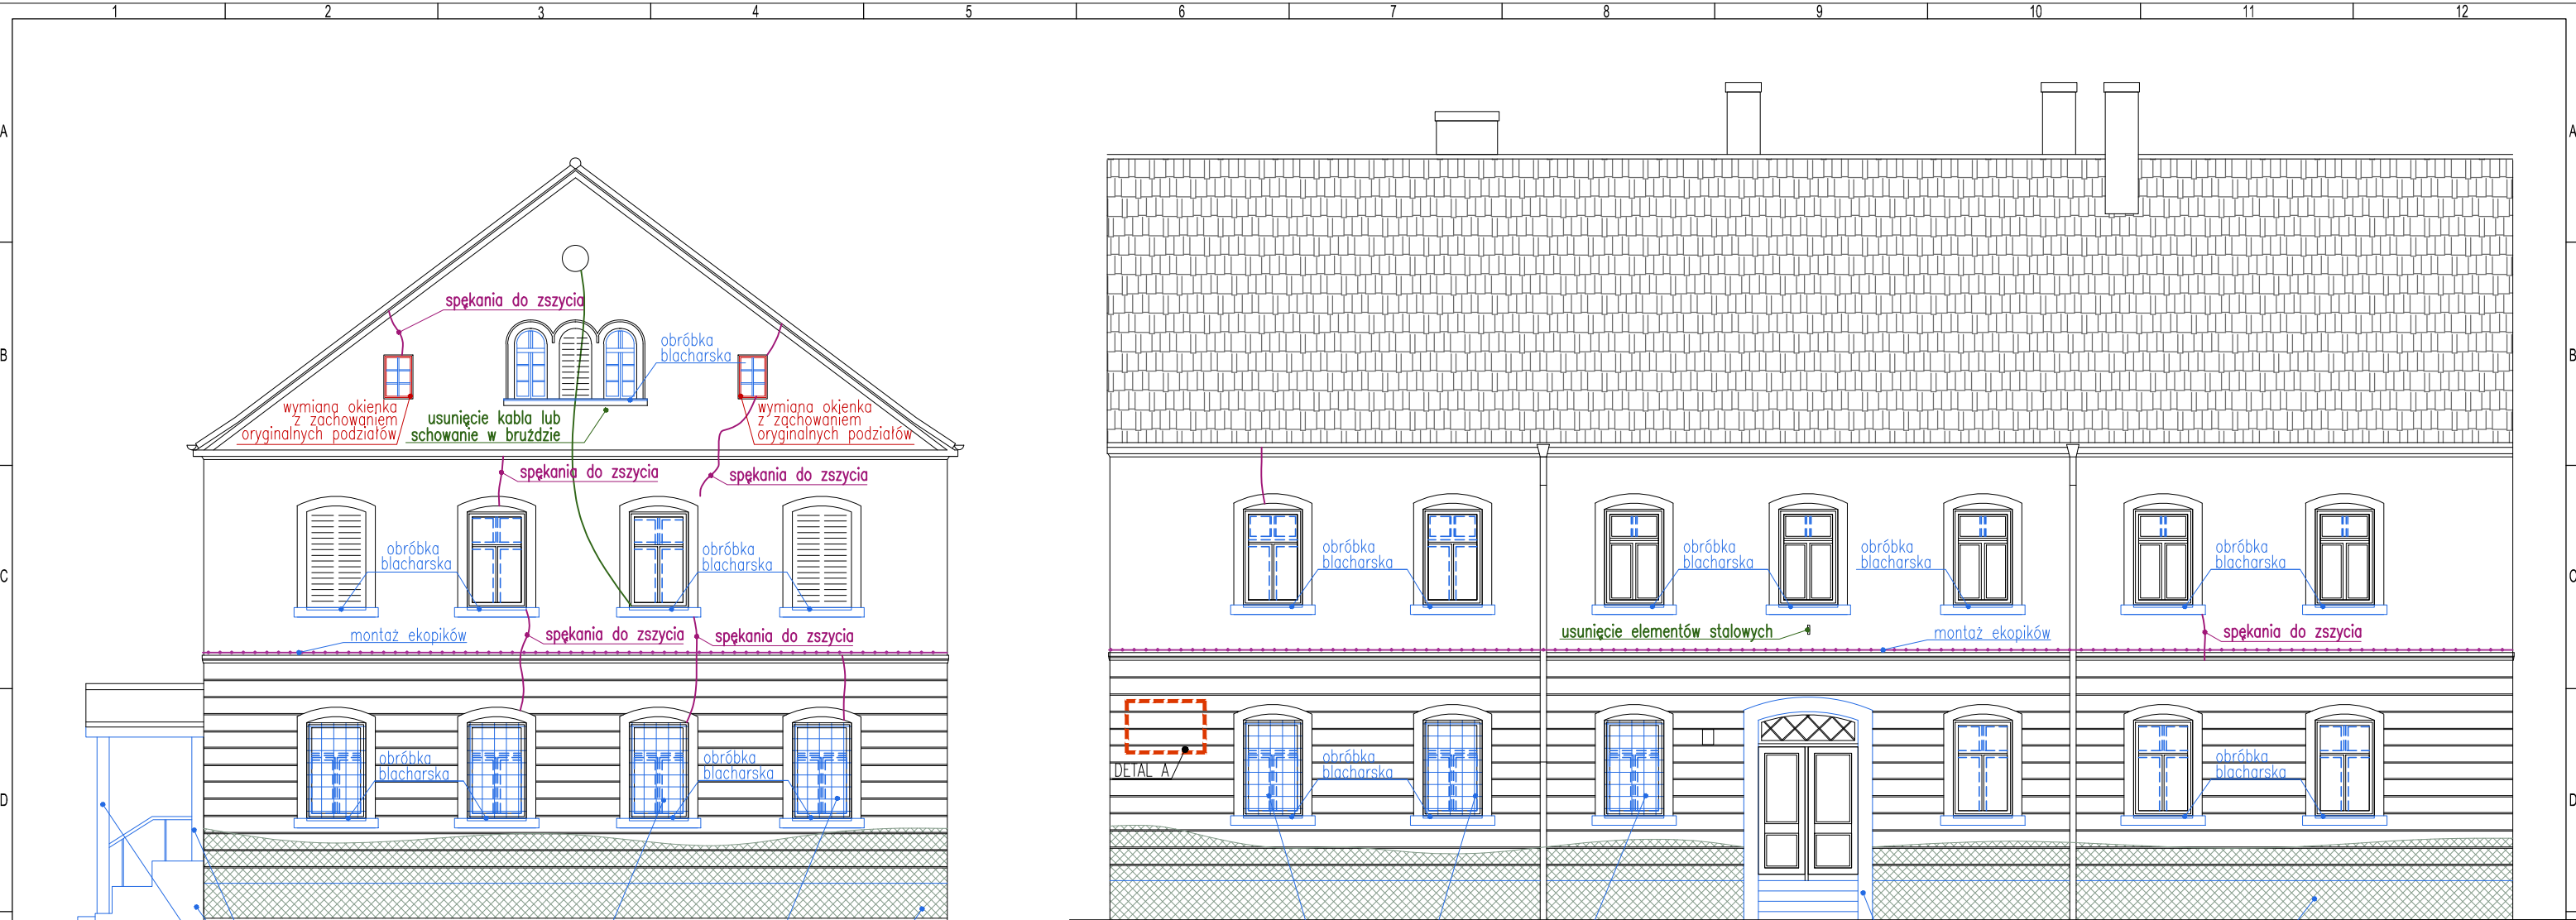 1 2 3 4 5 6 7 8 9 10 11 12
A
A
spękania do zszycia
obróbka
blacharska
B
B
wymiana okienka
z zachowaniem
oryginalnych podziałów
usunięcie kabla lub
schowanie w bruździe
wymiana okienka
z zachowaniem
oryginalnych podziałów
spękania do zszycia
spękania do zszycia
obróbka
blacharska
obróbka
blacharska
obróbka
blacharska
obróbka
blacharska
obróbka
blacharska
obróbka
blacharska
C
C
montaż ekopików
spękania do zszycia
spękania do zszycia
usunięcie elementów stalowych
montaż ekopików
spękania do zszycia
obróbka
blacharska
obróbka
blacharska
DETAL A
obróbka
blacharska
obróbka
blacharska
D
D